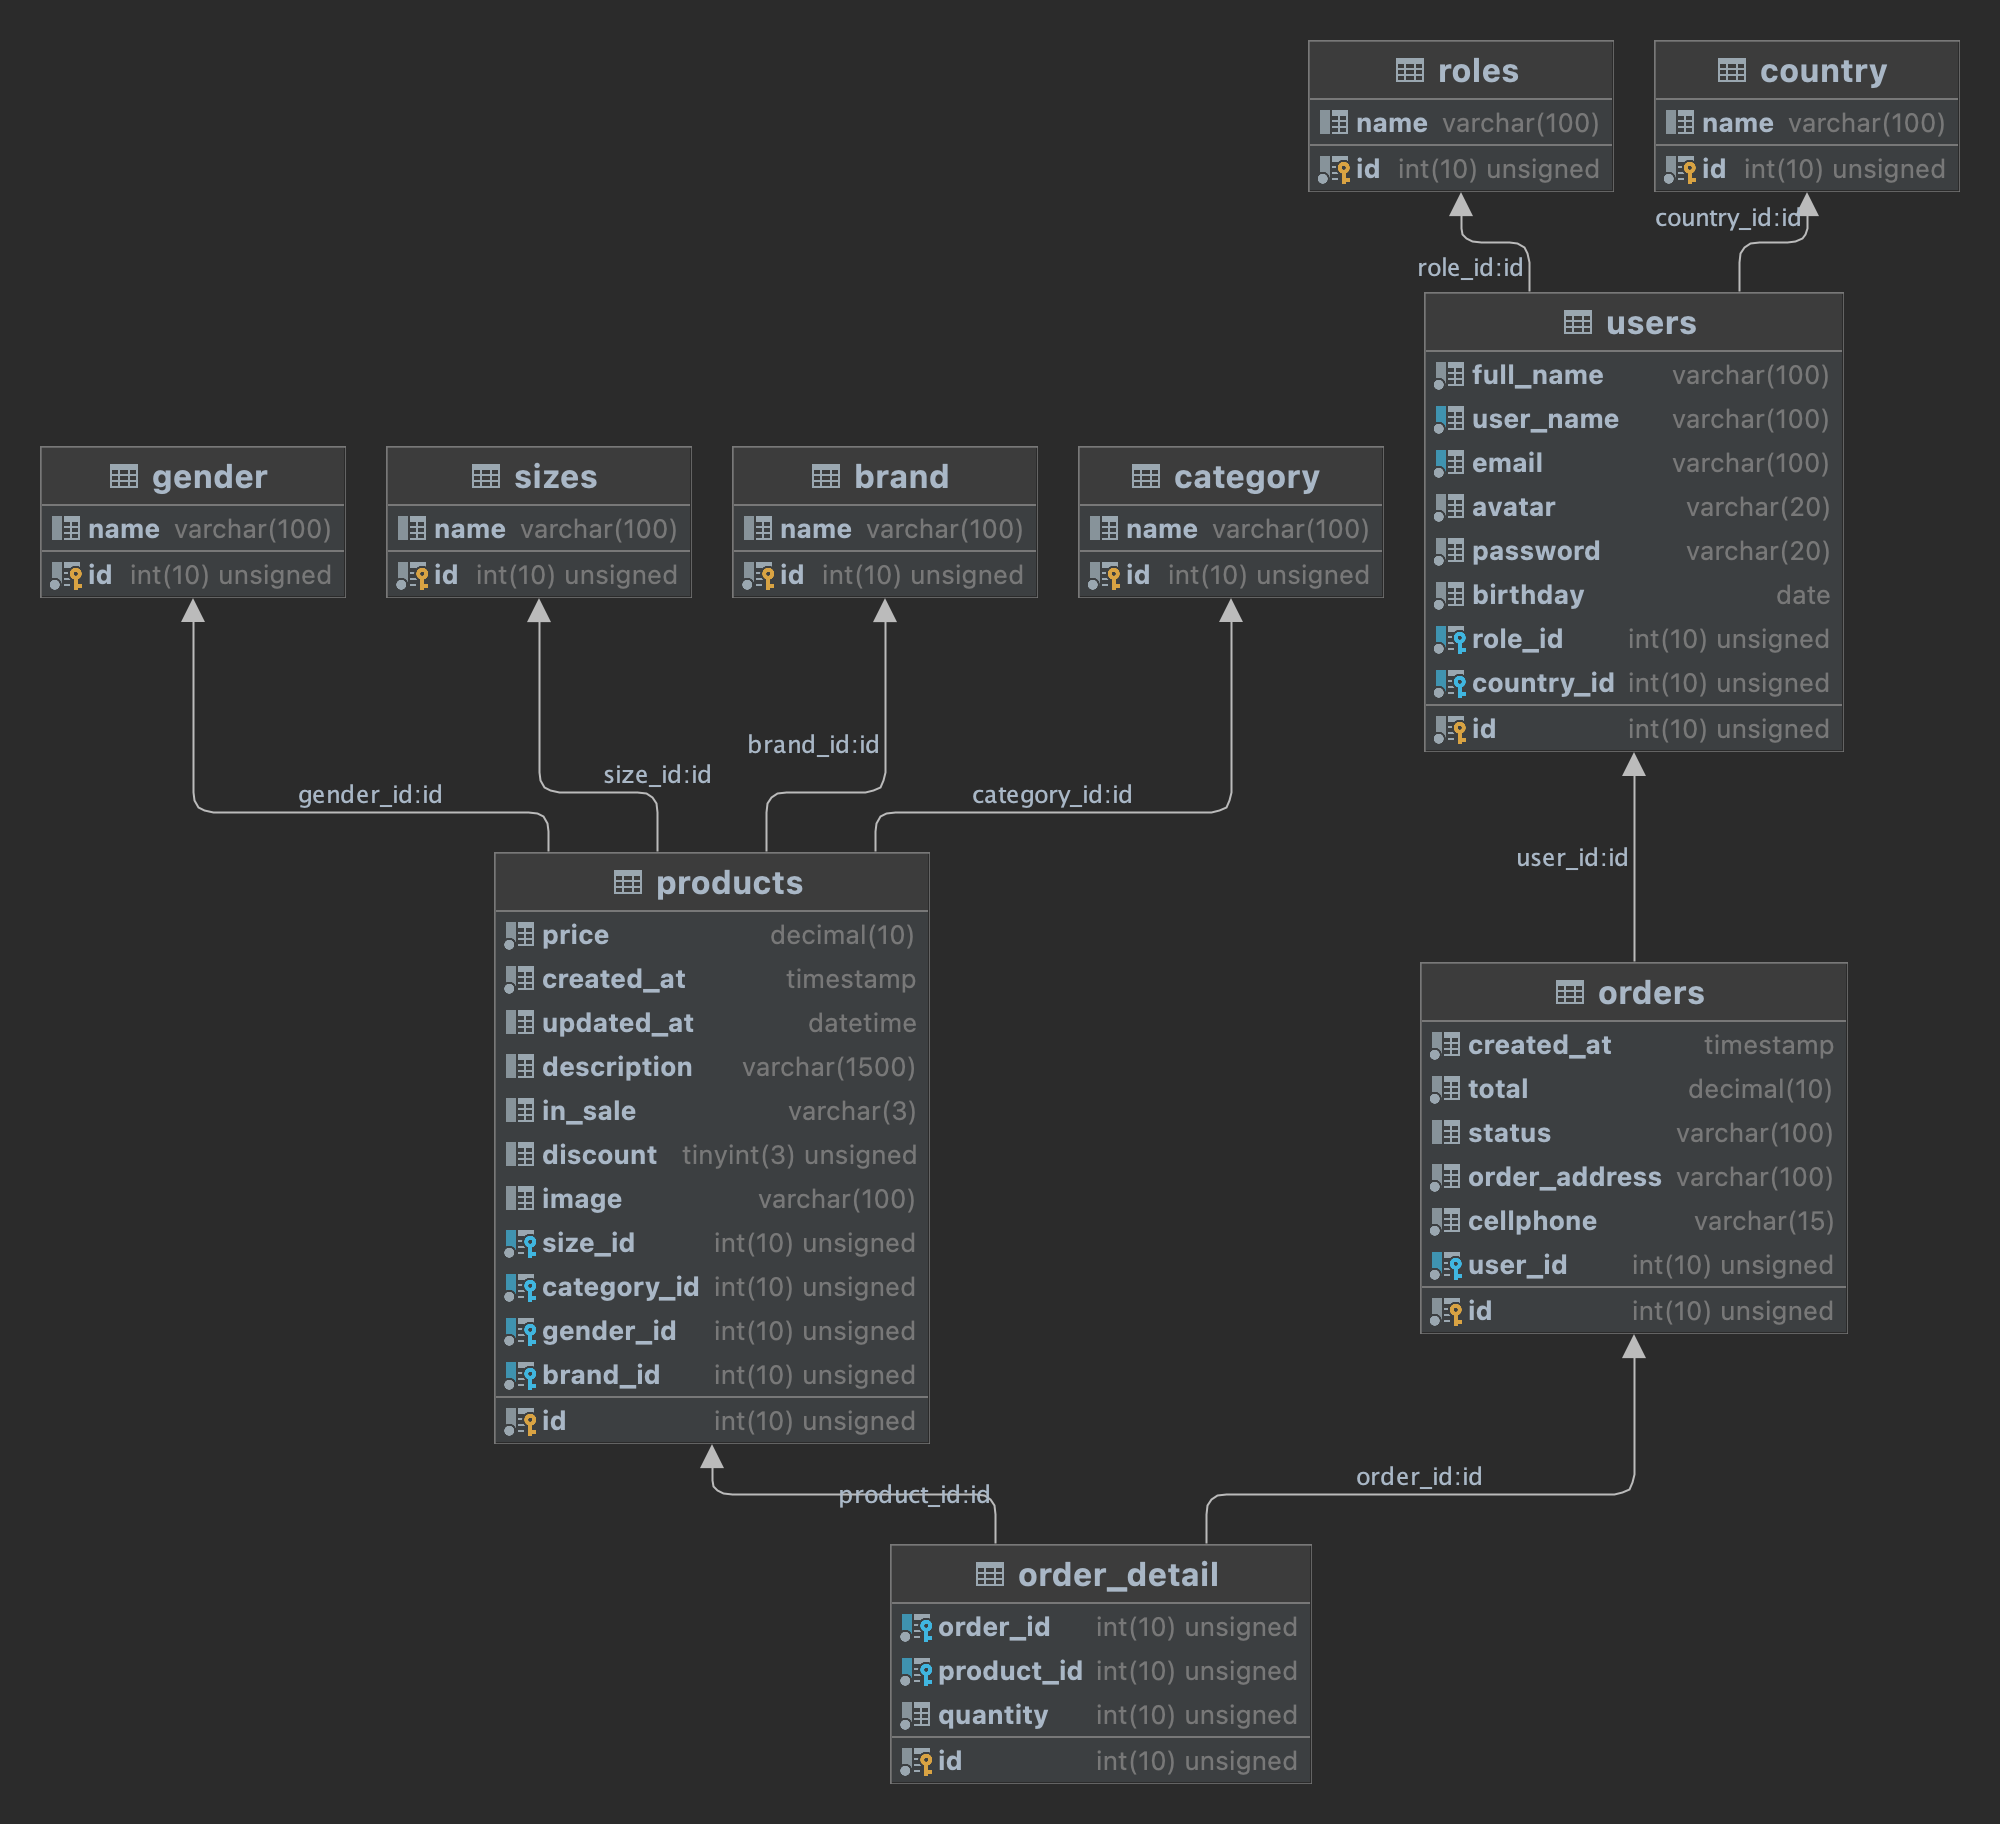 roles
name varchar(100)
id int(10) unsigned
country
name varchar(100)
id int(10) unsigned
country_id:id
role_id:id
users
full_name varchar(100)
user_name varchar(100)
email varchar(100)
avatar varchar(20)
password varchar(20)
birthday date
role_id int(10) unsigned
country_id int(10) unsigned
id int(10) unsigned
gender
name varchar(100)
id int(10) unsigned
sizes
name varchar(100)
id int(10) unsigned
brand
name varchar(100)
id int(10) unsigned
category
name varchar(100)
id int(10) unsigned
gender_id:id
size_id:id
brand_id:id
category_id:id
user_id:id
products
price decimal(10)
created_at timestamp
updated_at datetime
description varchar(1500)
in_sale varchar(3)
discount tinyint(3) unsigned
image varchar(100)
size_id int(10) unsigned
category_id int(10) unsigned
gender_id int(10) unsigned
brand_id int(10) unsigned
id int(10) unsigned
orders
created_at timestamp
total decimal(10)
status varchar(100)
order_address varchar(100)
cellphone varchar(15)
user_id int(10) unsigned
id int(10) unsigned
product_id:id
order_id:id
order_detail
order_id int(10) unsigned
product_id int(10) unsigned
quantity int(10) unsigned
id int(10) unsigned